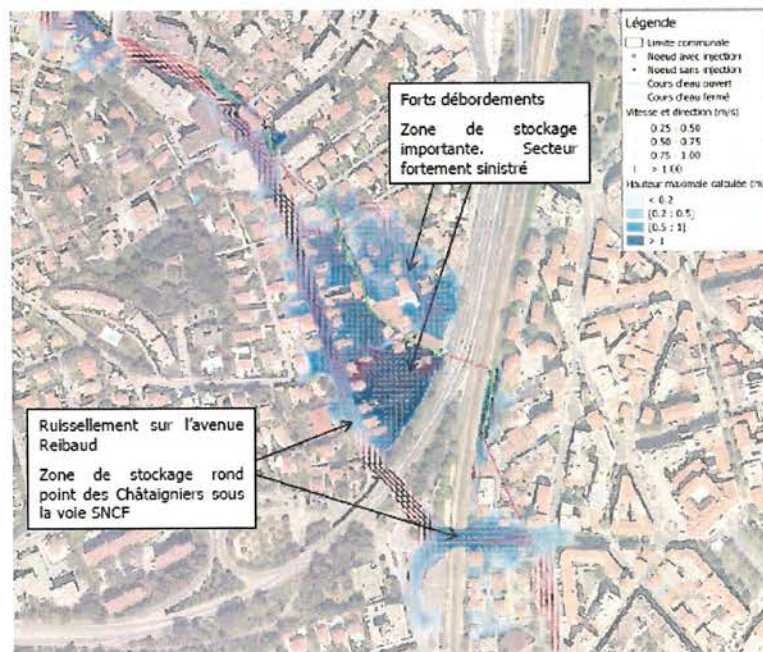 Légende
Limite communale
Noeud avec injection
Noeud sans injection
Cours d'eau ouvert
Cours d'eau fermé
Vitesse et direction (m/s)
0.25 - 0.50
0.50 - 0.75
0.75 - 1.00
> 1.00
Hauteur maximale calculée (m
< 0.2
[0.2 ; 0.5[
[0.5 ; 1[
> 1
Forts débordements
Zone de stockage
importante. Secteur
fortement sinistré
Ruissellement sur l'avenue
Reibaud
Zone de stockage rond
point des Châtaigniers sous
la voie SNCF